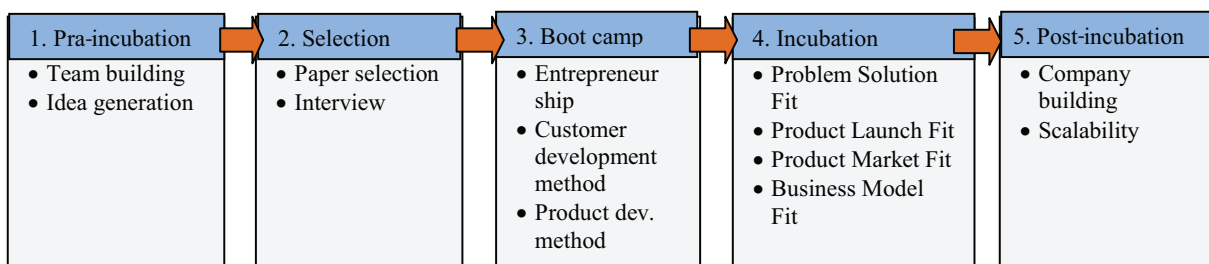 1. Pra-incubation
• Team building
• Idea generation
2. Selection
• Paper selection
• Interview
3. Boot camp
• Entrepreneur
ship
• Customer
development
method
• Product dev.
method
4. Incubation
• Problem Solution
Fit
• Product Launch Fit
• Product Market Fit
• Business Model
Fit
5. Post-incubation
• Company
building
• Scalability